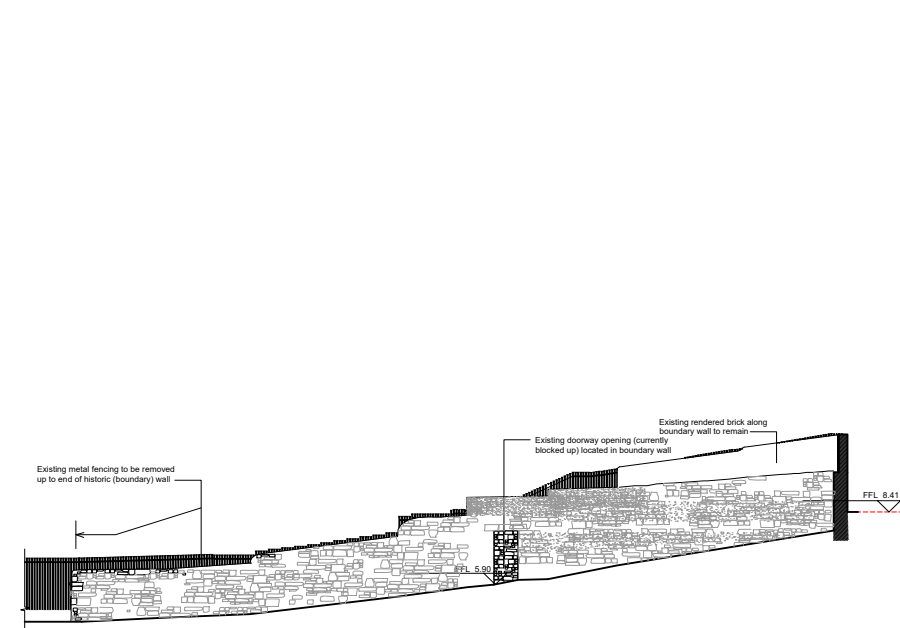 Existing rendered brick along
boundary wall to remain
Existing doorway opening (currently
blocked up) located in boundary wall
Existing metal fencing to be removed
up to end of historic (boundary) wall
FFL 8.41
FFL 5.90